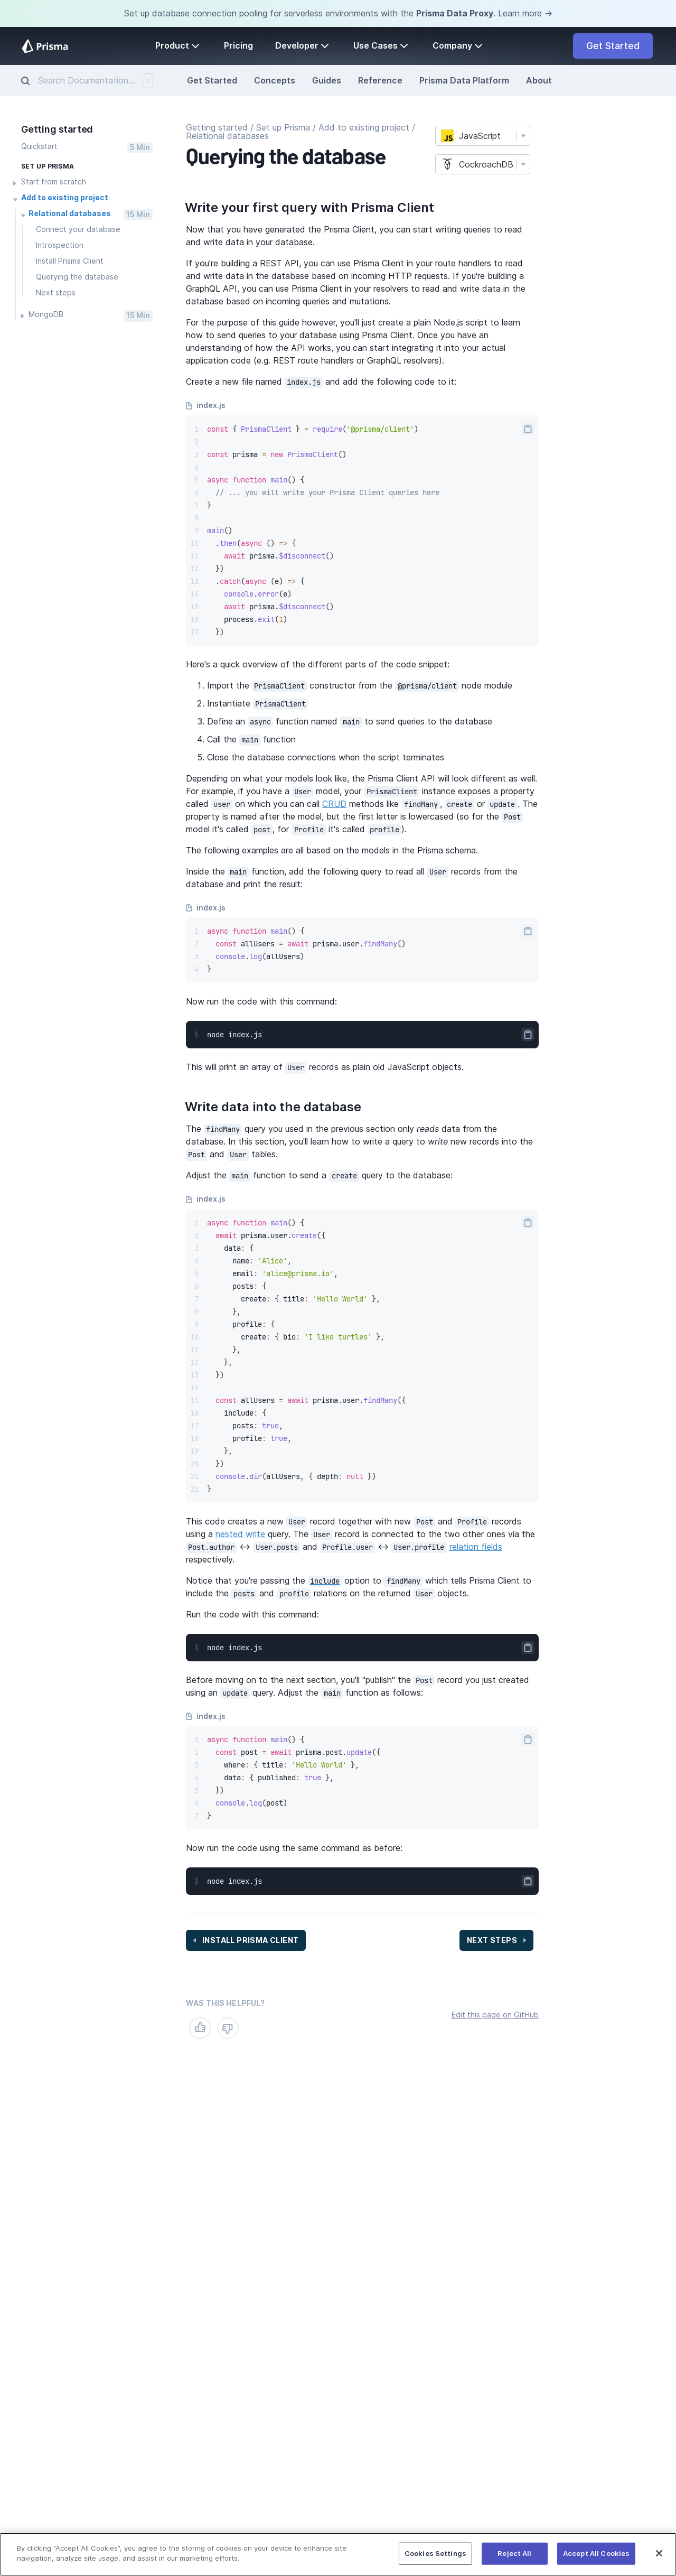 Set up database connection pooling for serverless environments with the Prisma Data Proxy. Learn more →
Prisma
Product
Pricing
Developer
Use Cases
Company
Get Started
Search Documentation...
/
Get Started
Concepts
Guides
Reference
Prisma Data Platform
About
Getting started
Quickstart
5 Min
SET UP PRISMA
Start from scratch
Add to existing project
Relational databases
15 Min
Connect your database
Introspection
Install Prisma Client
Querying the database
Next steps
MongoDB
15 Min
Getting started / Set up Prisma / Add to existing project /
Relational databases
Querying the database
JS
JavaScript
CockroachDB
Write your first query with Prisma Client
Now that you have generated the Prisma Client, you can start writing queries to read
and write data in your database.
If you're building a REST API, you can use Prisma Client in your route handlers to read
and write data in the database based on incoming HTTP requests. If you're building a
GraphQL API, you can use Prisma Client in your resolvers to read and write data in the
database based on incoming queries and mutations.
For the purpose of this guide however, you'll just create a plain Node.js script to learn
how to send queries to your database using Prisma Client. Once you have an
understanding of how the API works, you can start integrating it into your actual
application code (e.g. REST route handlers or GraphQL resolvers).
Create a new file named index.js and add the following code to it:
index.js
1 const { PrismaClient } = require('@prisma/client')
2
3 const prisma = new PrismaClient()
4
5 async function main() {
6 // ... you will write your Prisma Client queries here
7 }
8
9 main()
10 .then(async () => {
11 await prisma.$disconnect()
12 })
13 .catch(async (e) => {
14 console.error(e)
15 await prisma.$disconnect()
16 process.exit(1)
17 })
Here's a quick overview of the different parts of the code snippet:
1. Import the PrismaClient constructor from the @prisma/client node module
2. Instantiate PrismaClient
3. Define an async function named main to send queries to the database
4. Call the main function
5. Close the database connections when the script terminates
Depending on what your models look like, the Prisma Client API will look different as well.
For example, if you have a User model, your PrismaClient instance exposes a property
called user on which you can call CRUD methods like findMany, create or update. The
property is named after the model, but the first letter is lowercased (so for the Post
model it's called post, for Profile it's called profile).
The following examples are all based on the models in the Prisma schema.
Inside the main function, add the following query to read all User records from the
database and print the result:
index.js
1 async function main() {
2 const allUsers = await prisma.user.findMany()
3 console.log(allUsers)
4 }
Now run the code with this command:
$ node index.js
This will print an array of User records as plain old JavaScript objects.
Write data into the database
The findMany query you used in the previous section only reads data from the
database. In this section, you'll learn how to write a query to write new records into the
Post and User tables.
Adjust the main function to send a create query to the database:
index.js
1 async function main() {
2 await prisma.user.create({
3 data: {
4 name: 'Alice',
5 email: 'alice@prisma.io',
6 posts: {
7 create: { title: 'Hello World' },
8 },
9 profile: {
10 create: { bio: 'I like turtles' },
11 },
12 },
13 })
14
15 const allUsers = await prisma.user.findMany({
16 include: {
17 posts: true,
18 profile: true,
19 },
20 })
21 console.dir(allUsers, { depth: null })
22 }
This code creates a new User record together with new Post and Profile records
using a nested write query. The User record is connected to the two other ones via the
Post.author ↔ User.posts and Profile.user ↔ User.profile relation fields
respectively.
Notice that you're passing the include option to findMany which tells Prisma Client to
include the posts and profile relations on the returned User objects.
Run the code with this command:
$ node index.js
Before moving on to the next section, you'll "publish" the Post record you just created
using an update query. Adjust the main function as follows:
index.js
1 async function main() {
2 const post = await prisma.post.update({
3 where: { title: 'Hello World' },
4 data: { published: true },
5 })
6 console.log(post)
7 }
Now run the code using the same command as before:
$ node index.js
INSTALL PRISMA CLIENT
NEXT STEPS
WAS THIS HELPFUL?
Edit this page on GitHub
By clicking “Accept All Cookies”, you agree to the storing of cookies on your device to enhance site
navigation, analyze site usage, and assist in our marketing efforts.
Cookies Settings
Reject All
Accept All Cookies